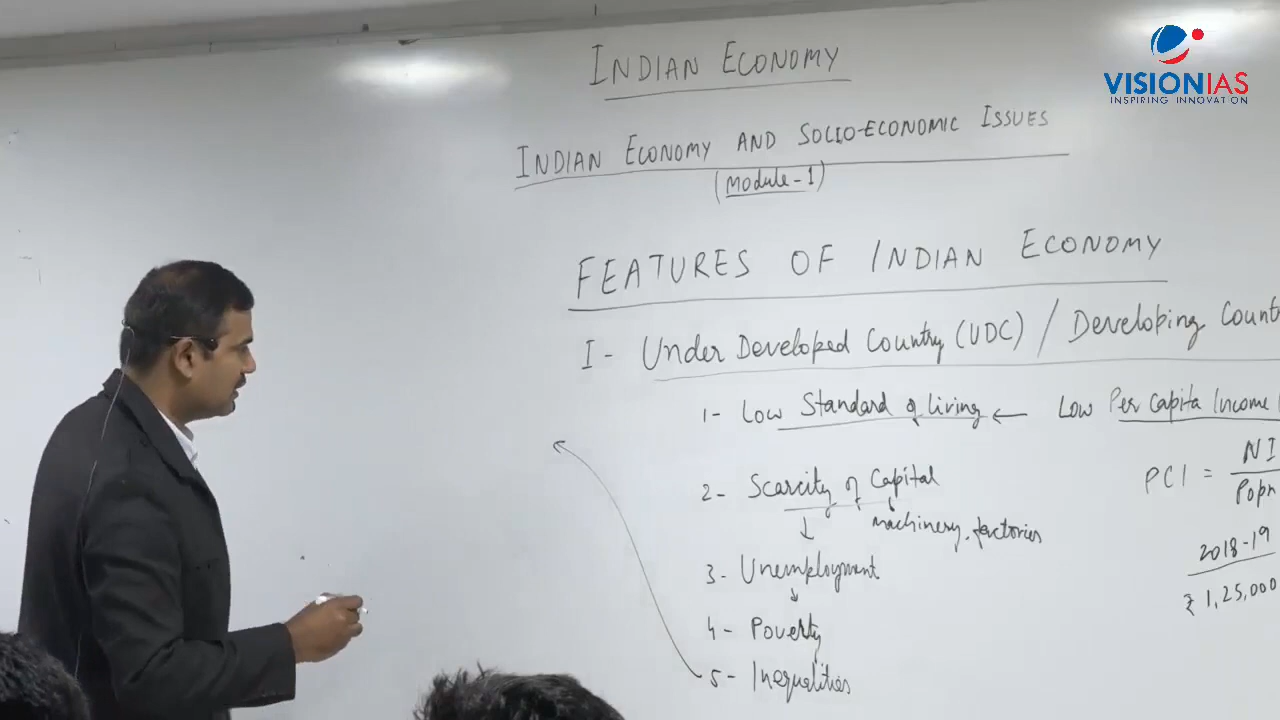 INDIAN ECONOMY
VISIONIAS
INSPIRING INNOVATION
INDIAN ECONOMY AND SOCIO-ECONOMIC ISSUES
(Module-1)
FEATURES OF INDIAN ECONOMY
I- Under Developed Country (UDC) / Developing Count
1- Low Standard of living ← Low Per Capita Income
PCI = NI
Popn
2- Scarcity of Capital
↓ machinery, factories
2018-19
₹ 1,25,000
3- Unemployment
4- Poverty
5- Inequalities